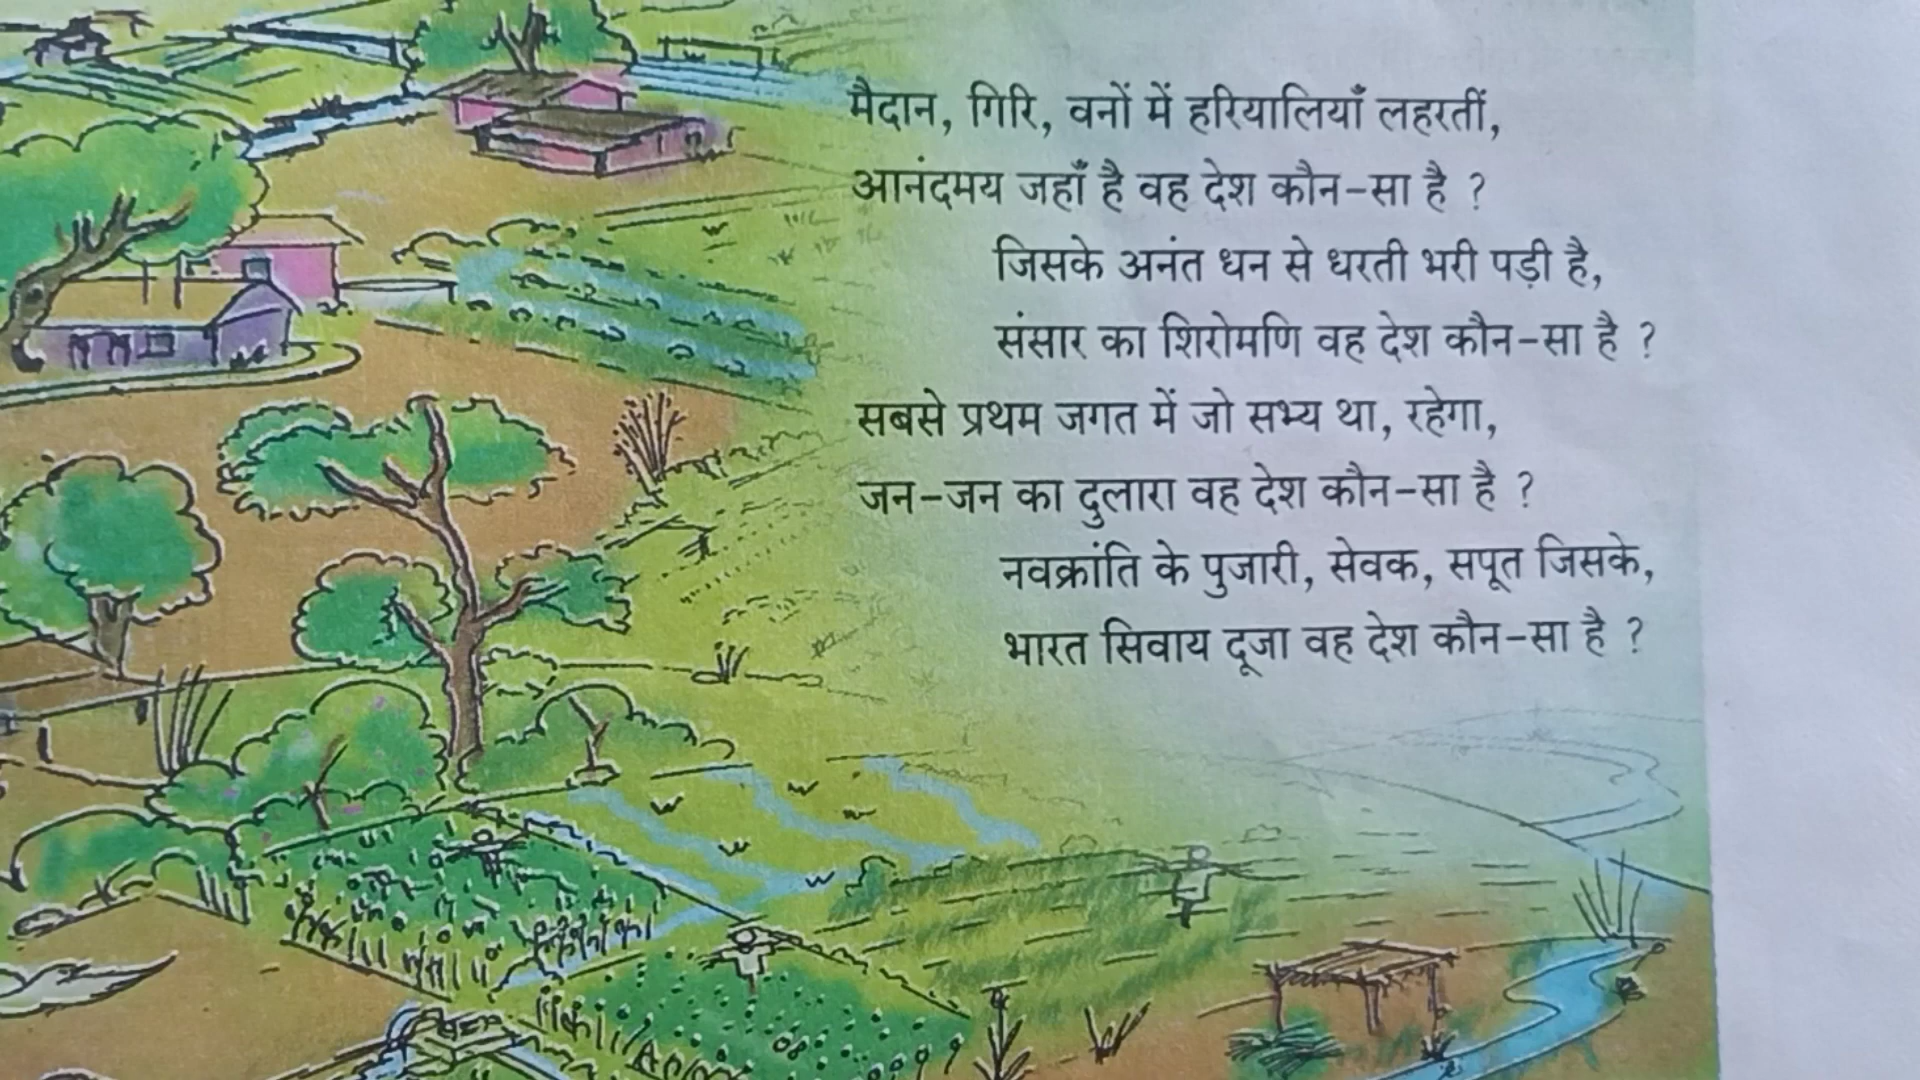 मैदान, गिरि, वनों में हरियालियाँ लहरतीं,
आनंदमय जहाँ है वह देश कौन-सा है ?
जिसके अनंत धन से धरती भरी पड़ी है,
संसार का शिरोमणि वह देश कौन-सा है ?
सबसे प्रथम जगत में जो सभ्य था, रहेगा,
जन-जन का दुलारा वह देश कौन-सा है ?
नवक्रांति के पुजारी, सेवक, सपूत जिसके,
भारत सिवाय दूजा वह देश कौन-सा है ?